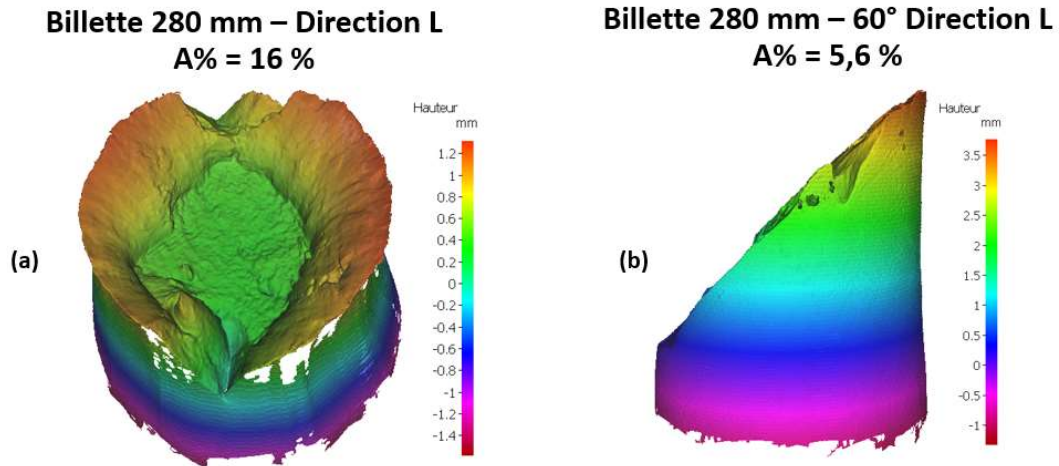 Billette 280 mm – Direction L
A% = 16 %
Billette 280 mm – 60° Direction L
A% = 5,6 %
(a)
Hauteur
mm
1.2
1
0.8
0.6
0.4
0.2
0
-0.2
-0.4
-0.6
-0.8
-1
-1.2
-1.4
(b)
Hauteur
mm
3.5
3
2.5
2
1.5
1
0.5
0
-0.5
-1